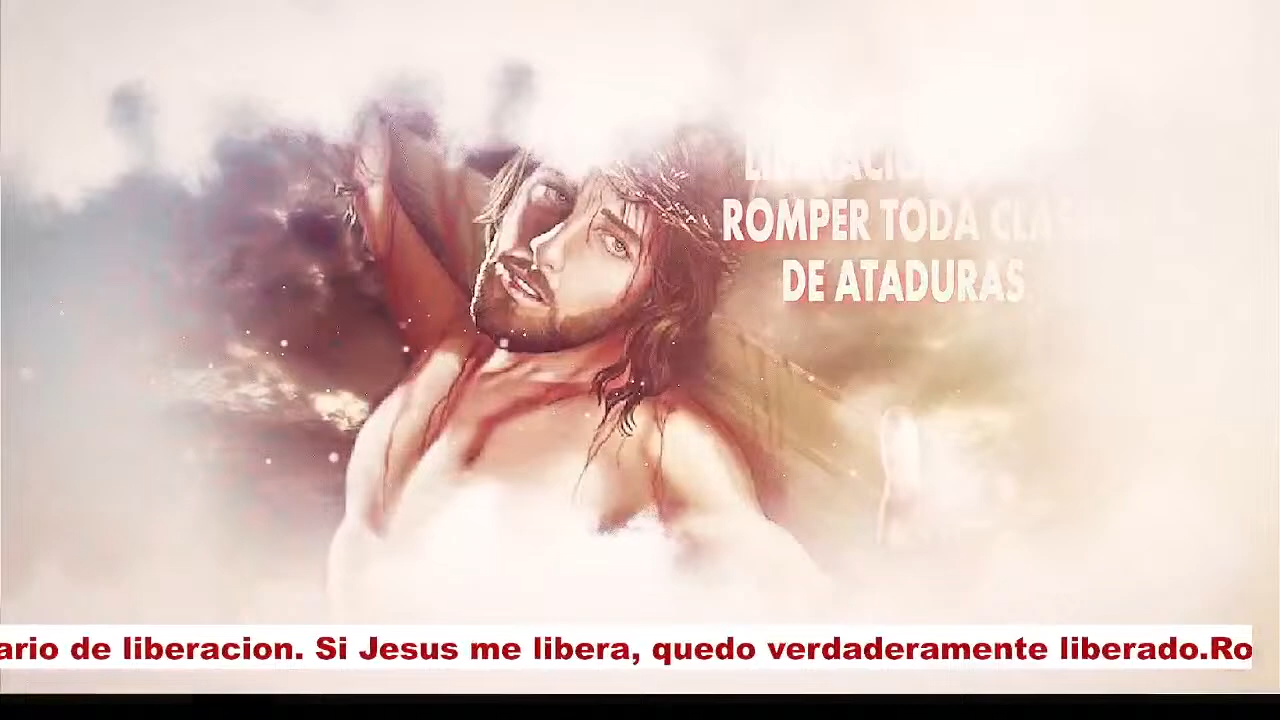 ROMPER TODA
DE ATADURAS
ario de liberacion. Si Jesus me libera, quedo verdaderamente liberado.Ro